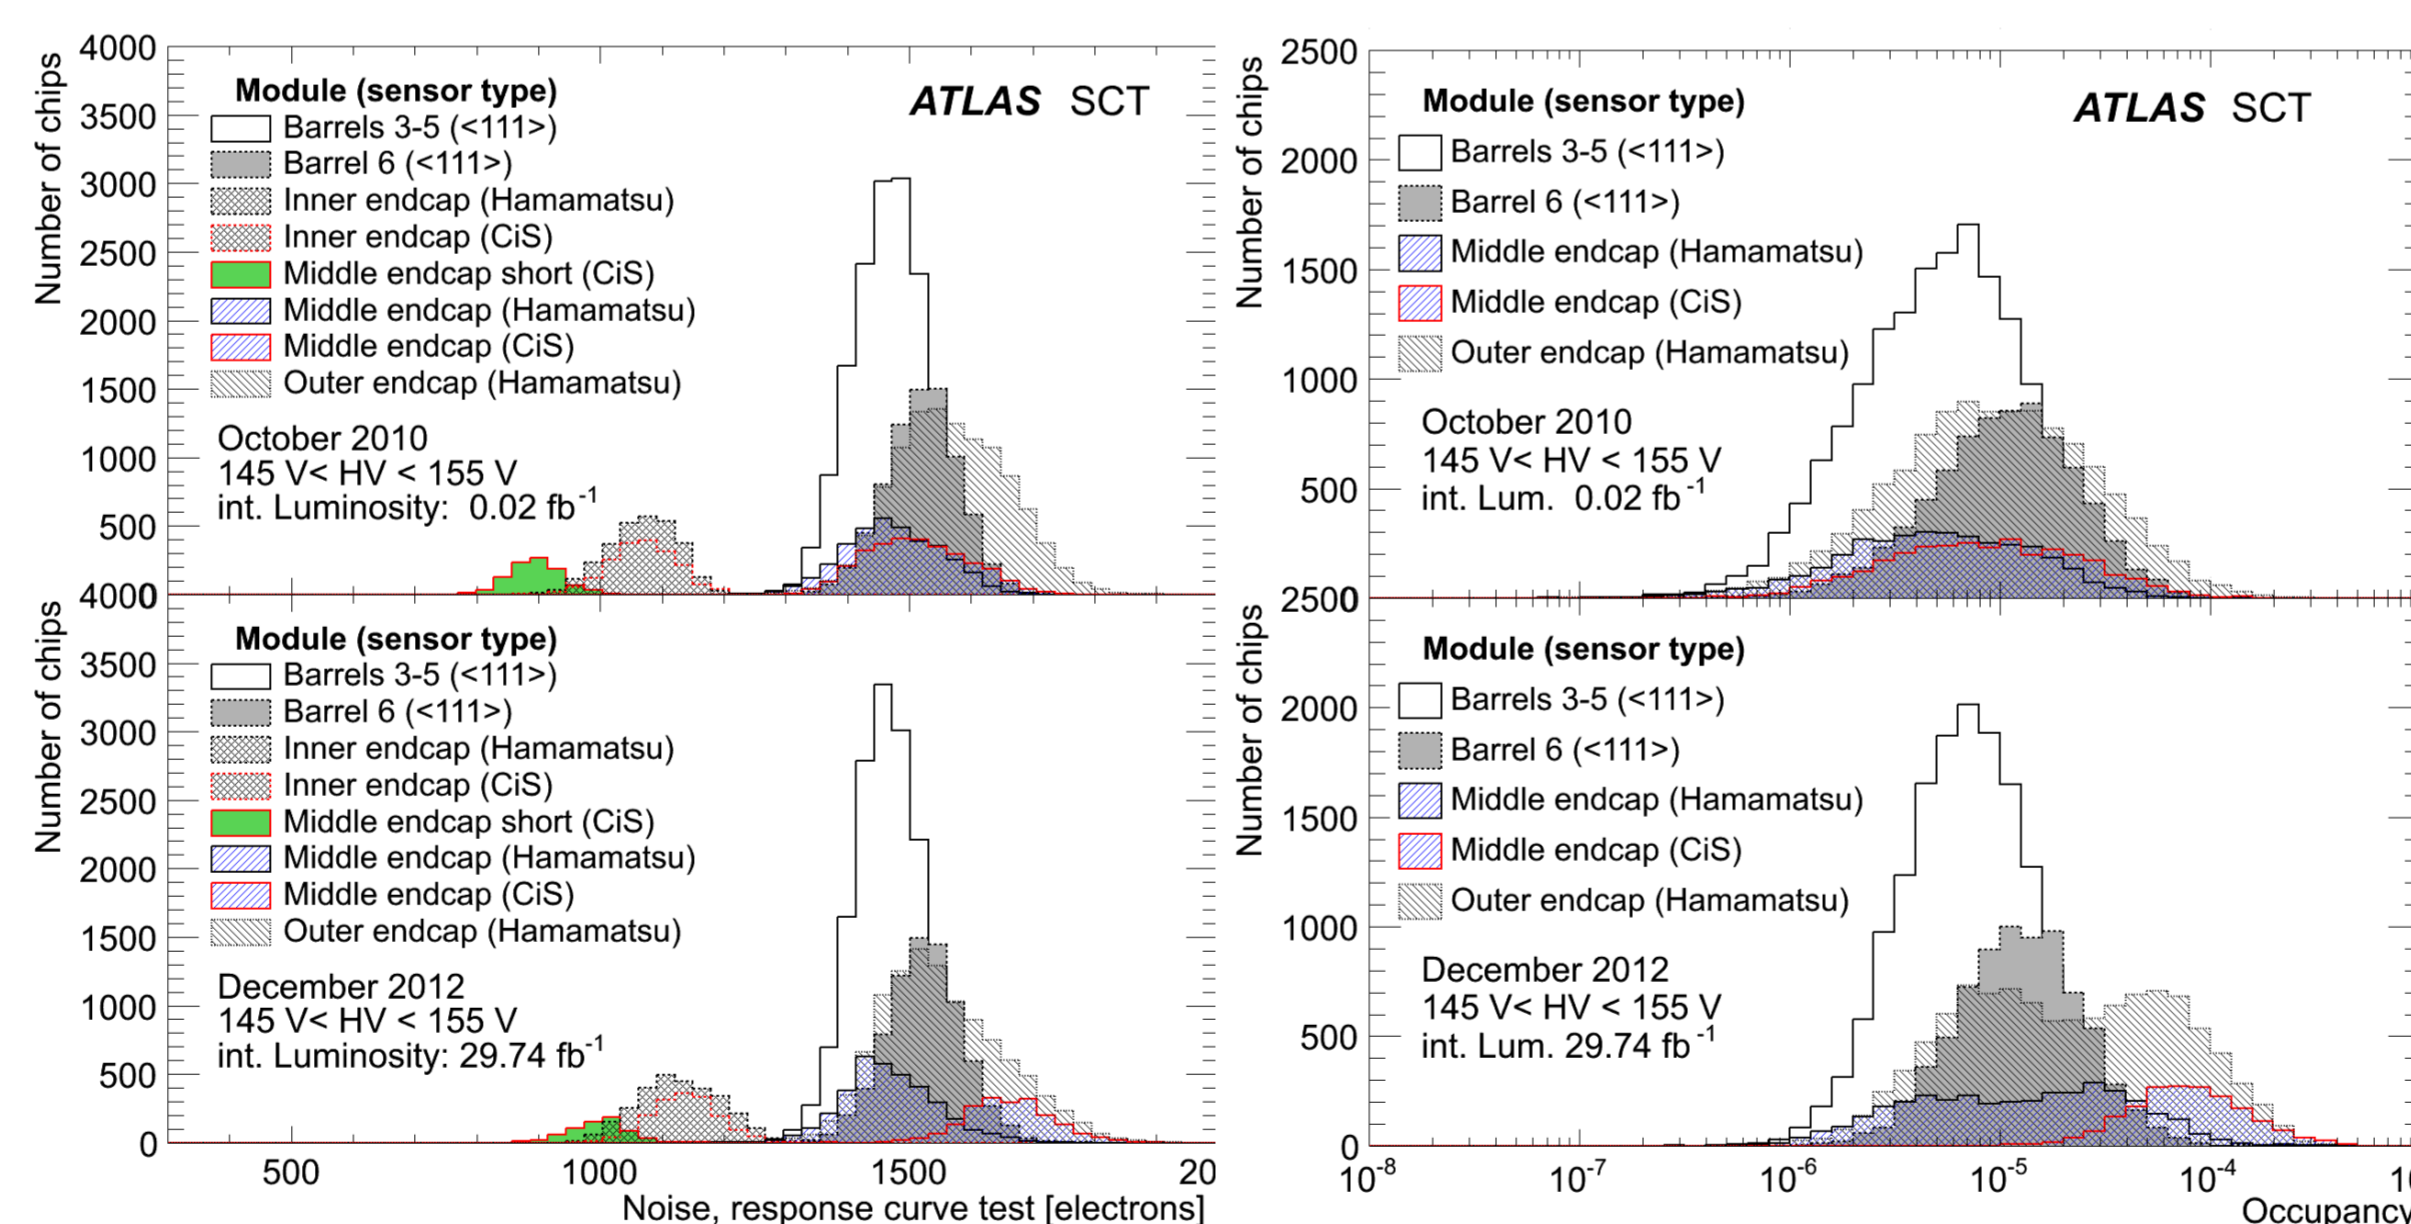 4000
3500
3000
2500
2000
1500
1000
500
Number of chips
Module (sensor type)
Barrels 3-5 (<111>)
Barrel 6 (<111>)
Inner endcap (Hamamatsu)
Inner endcap (CiS)
Middle endcap short (CiS)
Middle endcap (Hamamatsu)
Middle endcap (CiS)
Outer endcap (Hamamatsu)
October 2010
145 V< HV < 155 V
int. Luminosity: 0.02 fb-1
ATLAS SCT
4000
3500
3000
2500
2000
1500
1000
500
0
Number of chips
Module (sensor type)
Barrels 3-5 (<111>)
Barrel 6 (<111>)
Inner endcap (Hamamatsu)
Inner endcap (CiS)
Middle endcap short (CiS)
Middle endcap (Hamamatsu)
Middle endcap (CiS)
Outer endcap (Hamamatsu)
December 2012
145 V< HV < 155 V
int. Luminosity: 29.74 fb-1
500 1000 1500 20
Noise, response curve test [electrons]
2500
2000
1500
1000
500
Number of chips
Module (sensor type)
Barrels 3-5 (<111>)
Barrel 6 (<111>)
Middle endcap (Hamamatsu)
Middle endcap (CiS)
Outer endcap (Hamamatsu)
October 2010
145 V< HV < 155 V
int. Lum. 0.02 fb-1
ATLAS SCT
2500
2000
1500
1000
500
0
Number of chips
Module (sensor type)
Barrels 3-5 (<111>)
Barrel 6 (<111>)
Middle endcap (Hamamatsu)
Middle endcap (CiS)
Outer endcap (Hamamatsu)
December 2012
145 V< HV < 155 V
int. Lum. 29.74 fb-1
10-8 10-7 10-6 10-5 10-4
Occupancy